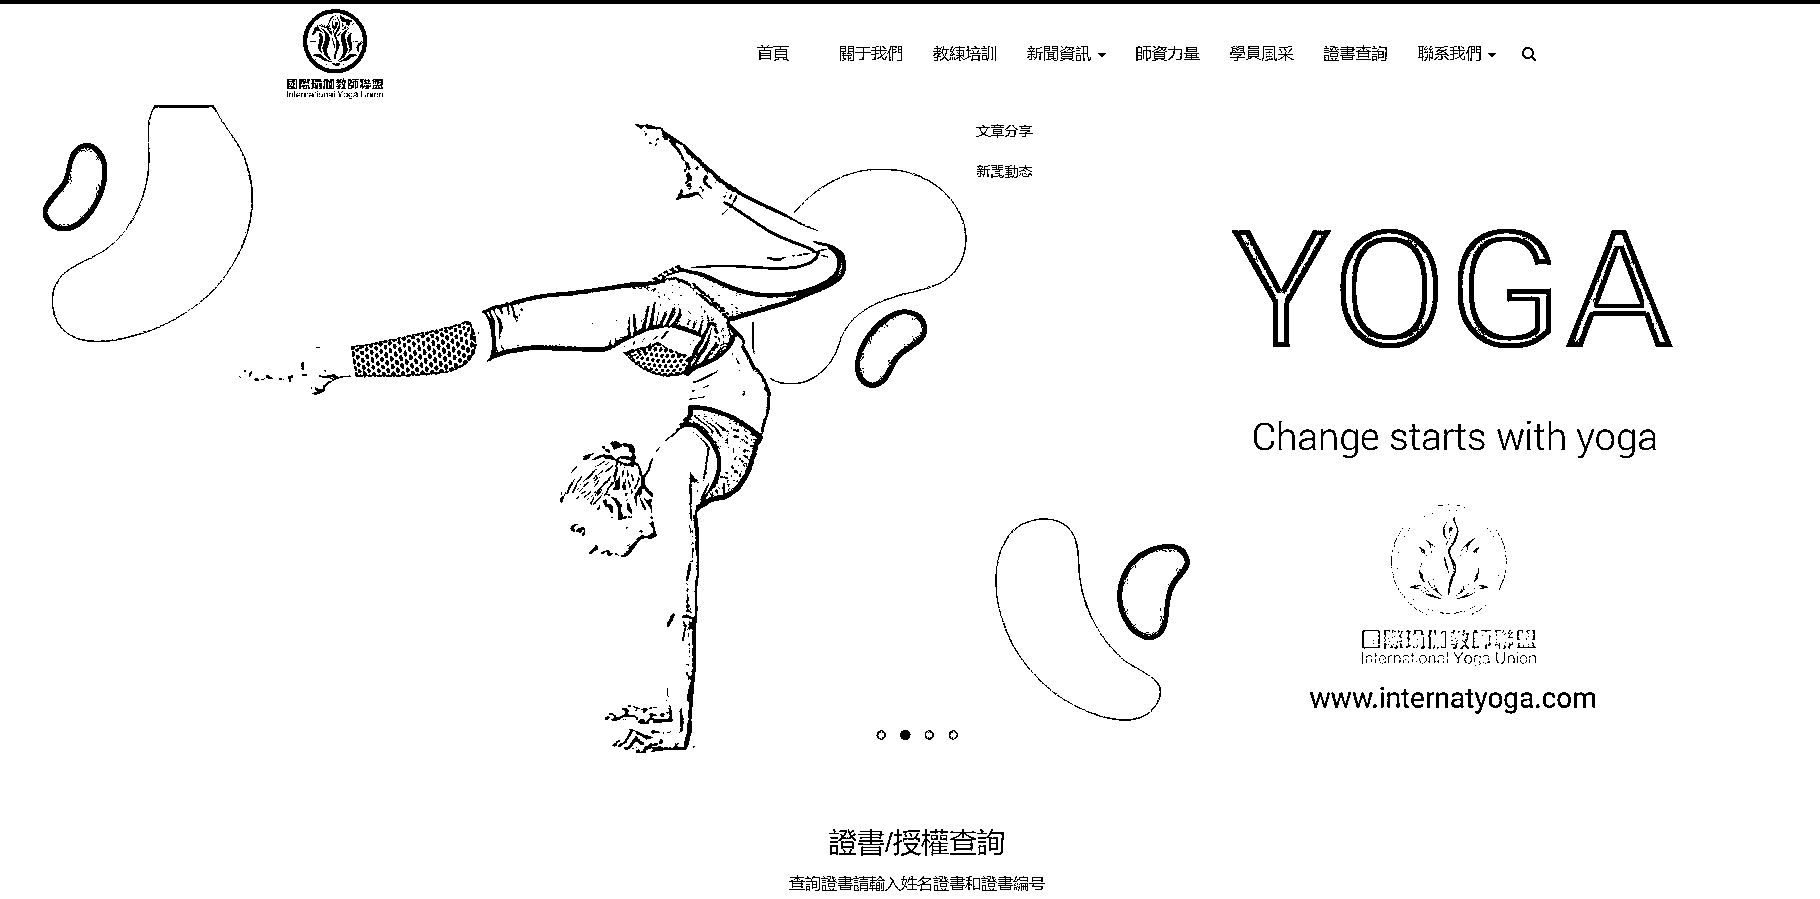 國際瑜伽教師聯盟
International Yoga Union
首頁 關于我們 教練培訓 新聞資訊 師資力量 學員風采 證書查詢 聯系我們
文章分享
新聞動态
YOGA
Change starts with yoga
國際瑜伽教師聯盟
International Yoga Union
www.internatyoga.com
證書/授權查詢
查詢證書請輸入姓名證書和證書編号